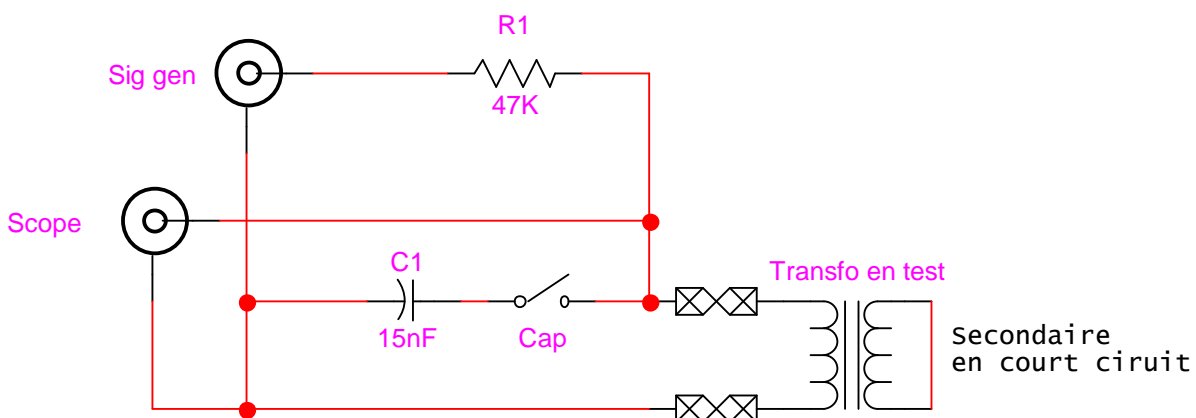 R1
Sig gen
47K
Scope
C1
Transfo en test
15nF
Cap
Secondaire
en court ciruit